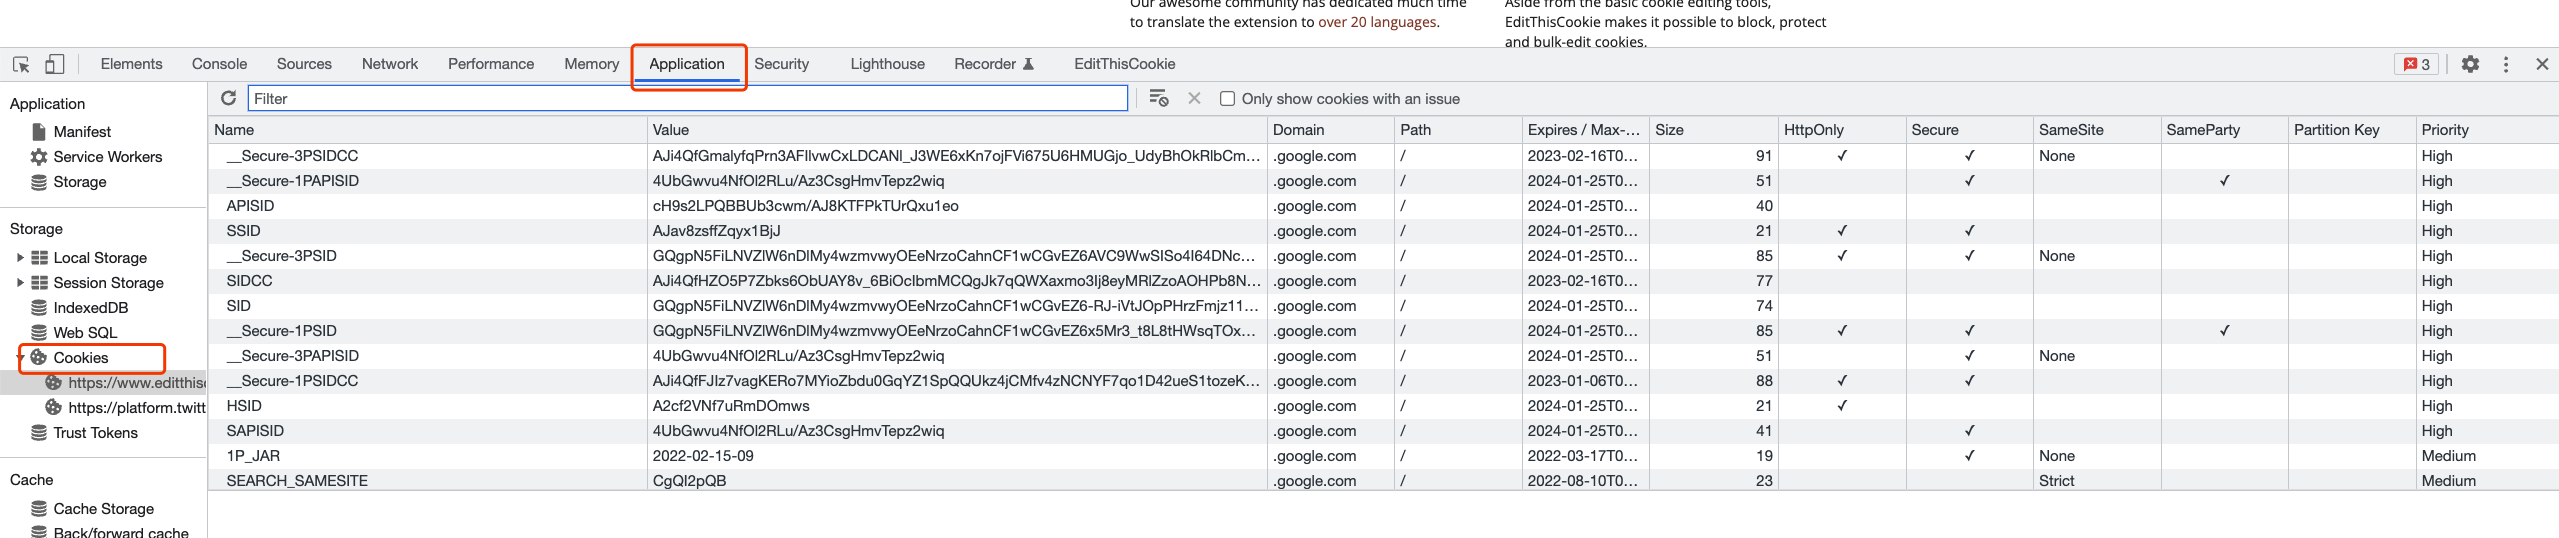 Our awesome community has dedicated much time
to translate the extension to over 20 languages.
Aside from the basic cookie editing tools,
EditThisCookie makes it possible to block, protect
and bulk-edit cookies.
Elements Console Sources Network Performance Memory Application Security Lighthouse Recorder EditThisCookie 3
Application
Manifest
Service Workers
Storage
Storage
Local Storage
Session Storage
IndexedDB
Web SQL
Cookies
https://www.editthisc
https://platform.twitt
Trust Tokens
Cache
Cache Storage
Back/forward cache
Filter Only show cookies with an issue
Name Value Domain Path Expires / Max-... Size HttpOnly Secure SameSite SameParty Partition Key Priority
__Secure-3PSIDCC AJi4QfGmalyfqPrn3AFIlvwCxLDCANl_J3WE6xKn7ojFVi675U6HMUGjo_UdyBhOkRlbCm... .google.com / 2023-02-16T0... 91 ✓ ✓ None High
__Secure-1PAPISID 4UbGwvu4NfOl2RLu/Az3CsgHmvTepz2wiq .google.com / 2024-01-25T0... 51 ✓ ✓ High
APISID cH9s2LPQBBUb3cwm/AJ8KTFPkTUrQxu1eo .google.com / 2024-01-25T0... 40 High
SSID AJav8zsffZqyx1BjJ .google.com / 2024-01-25T0... 21 ✓ ✓ High
__Secure-3PSID GQgpN5FiLNVZlW6nDlMy4wzmvwyOEeNrzoCahnCF1wCGvEZ6AVC9WwSISo4I64DNc... .google.com / 2024-01-25T0... 85 ✓ ✓ None High
SIDCC AJi4QfHZO5P7Zbks6ObUAY8v_6BiOcIbmMCQgJk7qQWXaxmo3Ij8eyMRlZzoAOHPb8N... .google.com / 2023-02-16T0... 77 High
SID GQgpN5FiLNVZlW6nDlMy4wzmvwyOEeNrzoCahnCF1wCGvEZ6-RJ-iVtJOpPHrzFmjz11... .google.com / 2024-01-25T0... 74 High
__Secure-1PSID GQgpN5FiLNVZlW6nDlMy4wzmvwyOEeNrzoCahnCF1wCGvEZ6x5Mr3_t8L8tHWsqTOx... .google.com / 2024-01-25T0... 85 ✓ ✓ ✓ High
__Secure-3PAPISID 4UbGwvu4NfOl2RLu/Az3CsgHmvTepz2wiq .google.com / 2024-01-25T0... 51 ✓ None High
__Secure-1PSIDCC AJi4QfFJIz7vagKERo7MYioZbdu0GqYZ1SpQQUkz4jCMfv4zNCNYF7qo1D42ueS1tozeK... .google.com / 2023-01-06T0... 88 ✓ ✓ High
HSID A2cf2VNf7uRmDOmws .google.com / 2024-01-25T0... 21 ✓ High
SAPISID 4UbGwvu4NfOl2RLu/Az3CsgHmvTepz2wiq .google.com / 2024-01-25T0... 41 ✓ High
1P_JAR 2022-02-15-09 .google.com / 2022-03-17T0... 19 ✓ None Medium
SEARCH_SAMESITE CgQI2pQB .google.com / 2022-08-10T0... 23 Strict Medium